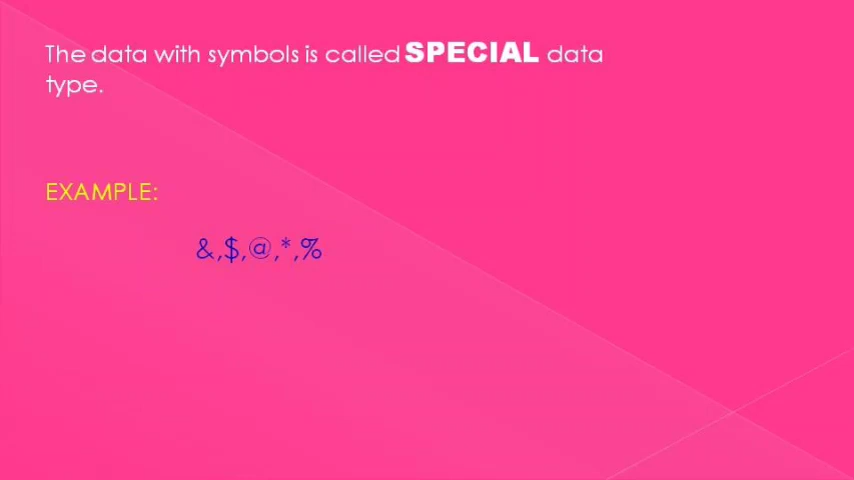 The data with symbols is called SPECIAL data
type.
EXAMPLE:
&,$,@,*,%